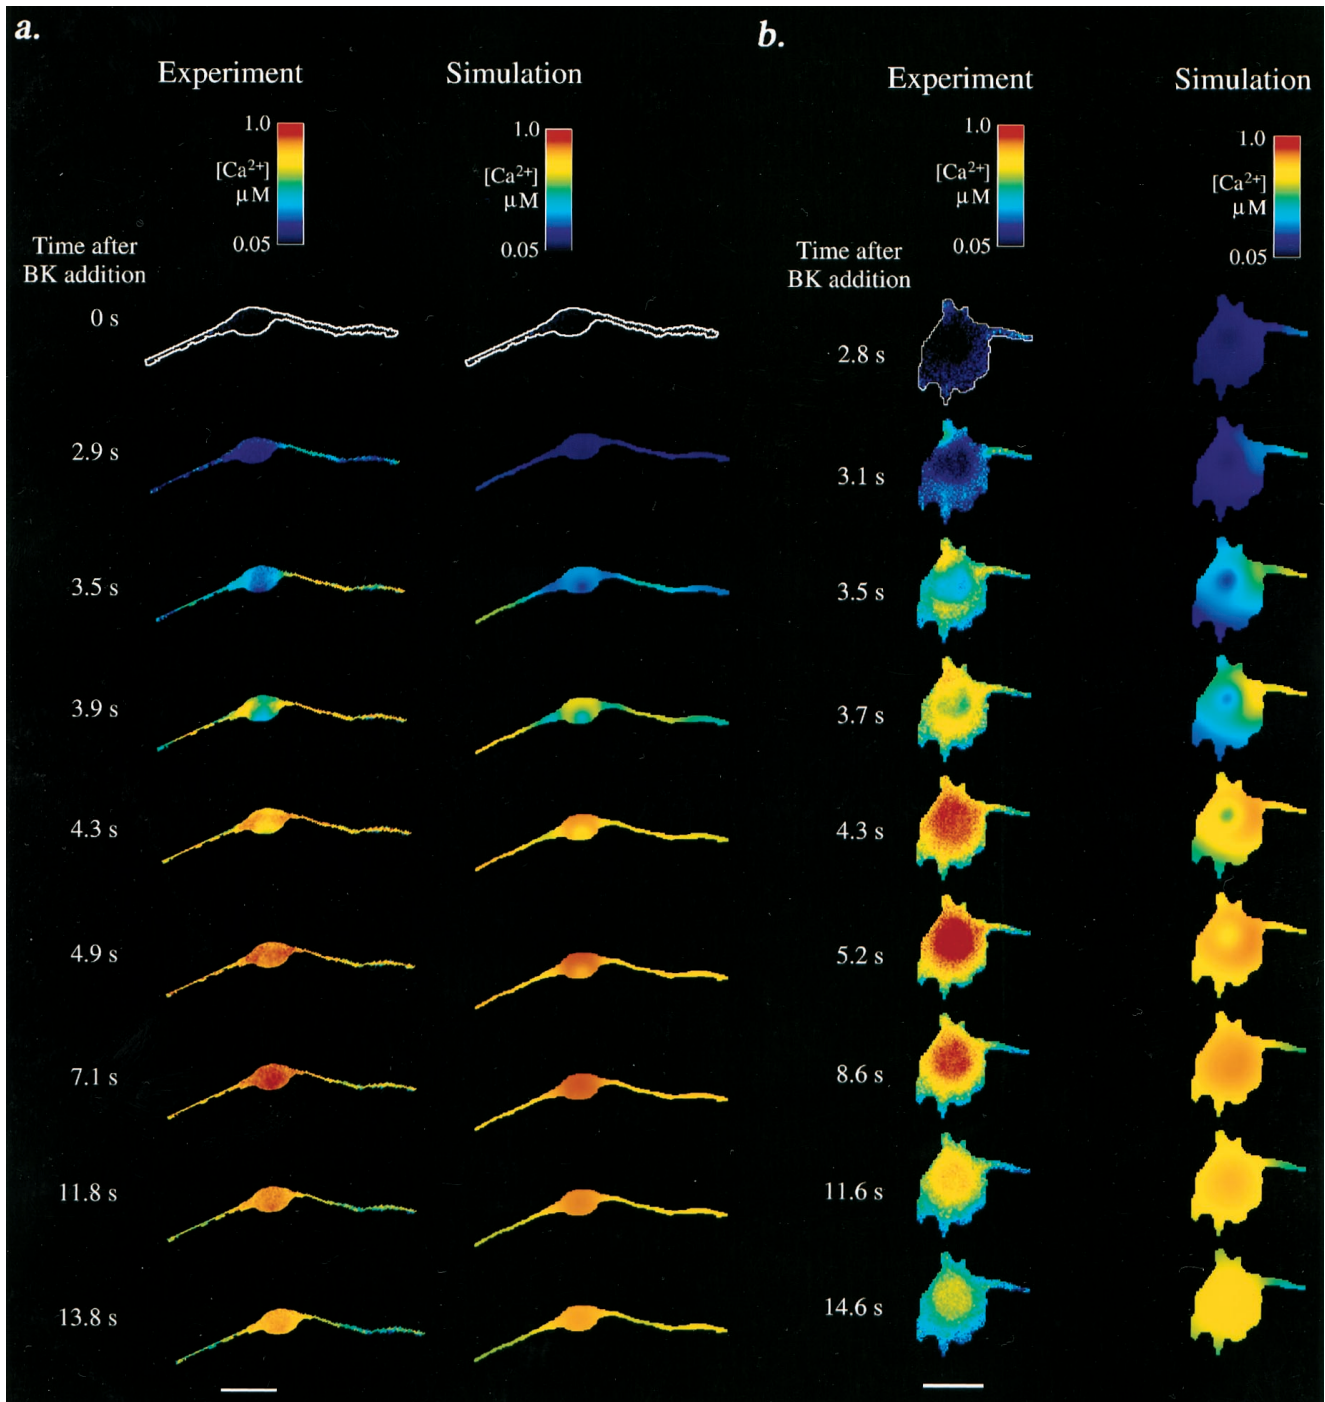 a.
Experiment
Simulation
1.0
[Ca²⁺]
μM
0.05
1.0
[Ca²⁺]
μM
0.05
Time after
BK addition
0 s
2.9 s
3.5 s
3.9 s
4.3 s
4.9 s
7.1 s
11.8 s
13.8 s
b.
Experiment
Simulation
1.0
[Ca²⁺]
μM
0.05
1.0
[Ca²⁺]
μM
0.05
Time after
BK addition
2.8 s
3.1 s
3.5 s
3.7 s
4.3 s
5.2 s
8.6 s
11.6 s
14.6 s